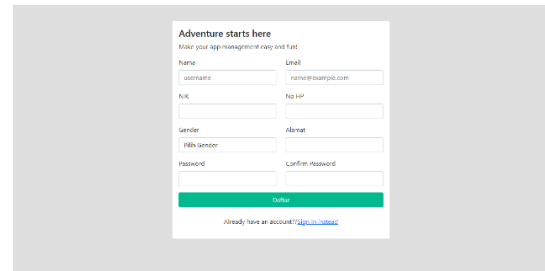 Adventure starts here
Make your app management easy and fun!
Name Email
username name@example.com
NIK No HP
Gender Alamat
Pilih Gender
Password Confirm Password
Daftar
Already have an account??Sign in instead